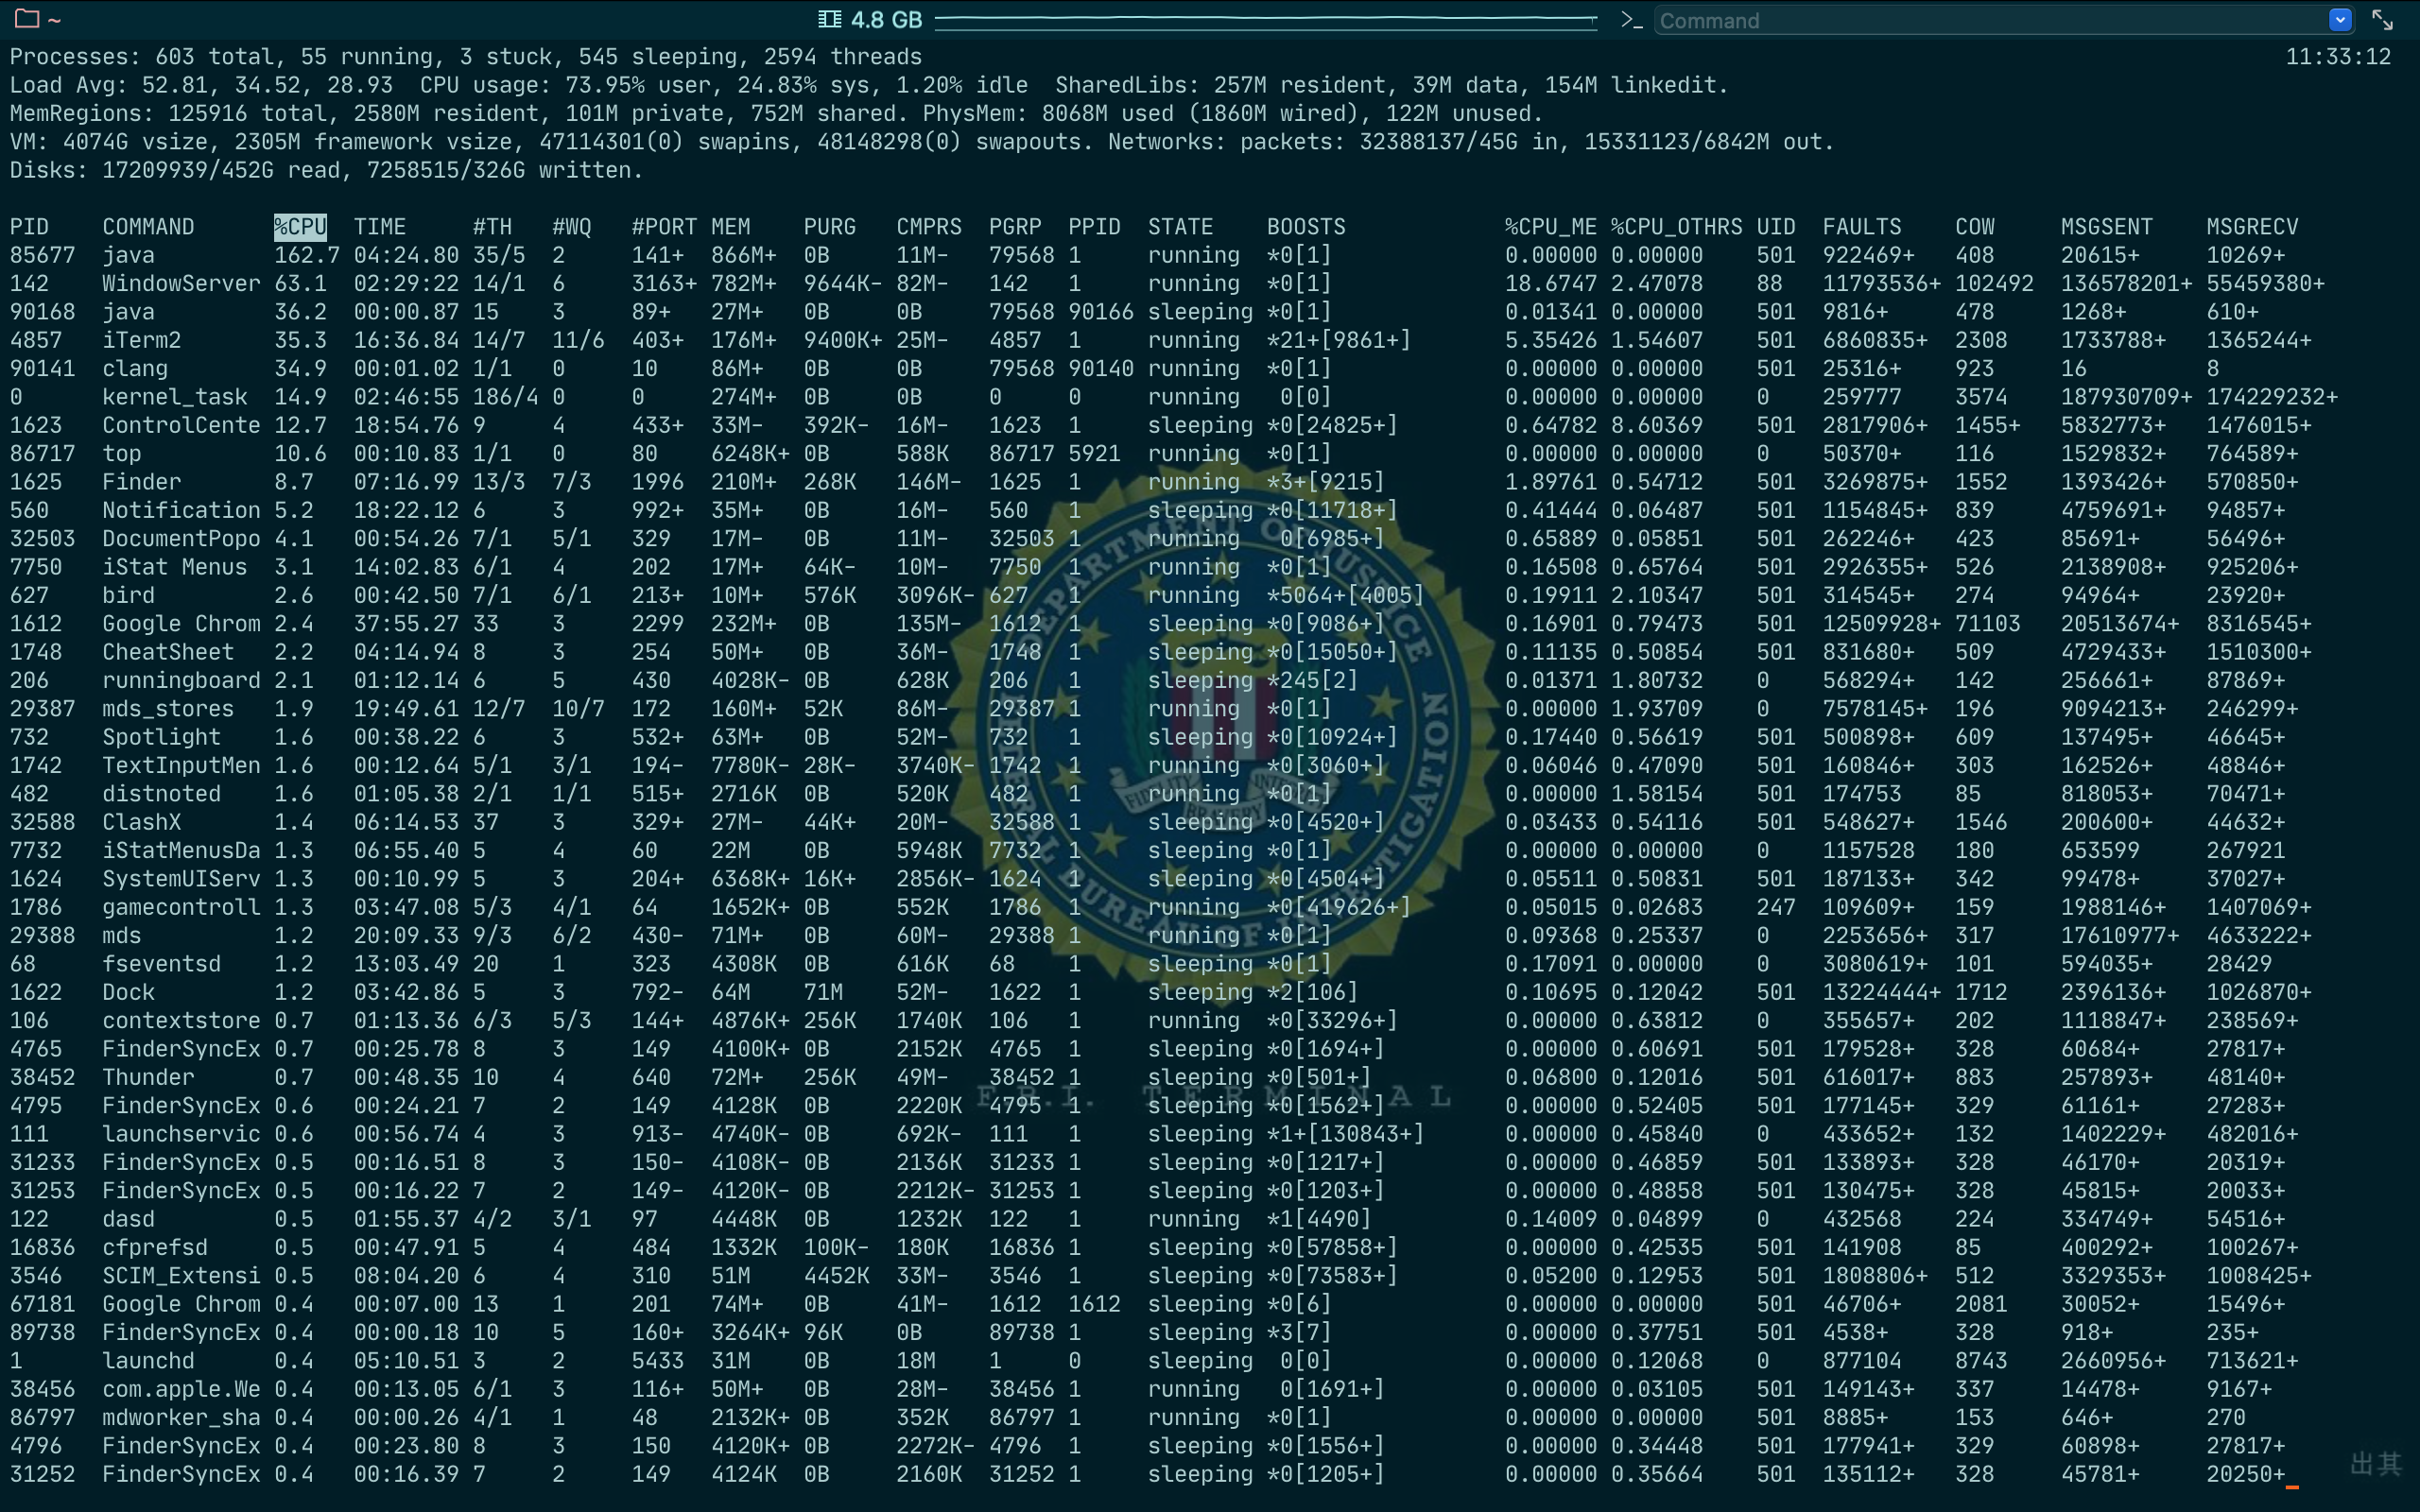 ~ 4.8 GB Command
Processes: 603 total, 55 running, 3 stuck, 545 sleeping, 2594 threads 11:33:12
Load Avg: 52.81, 34.52, 28.93 CPU usage: 73.95% user, 24.83% sys, 1.20% idle SharedLibs: 257M resident, 39M data, 154M linkedit.
MemRegions: 125916 total, 2580M resident, 101M private, 752M shared. PhysMem: 8068M used (1860M wired), 122M unused.
VM: 4074G vsize, 2305M framework vsize, 47114301(0) swapins, 48148298(0) swapouts. Networks: packets: 32388137/45G in, 15331123/6842M out.
Disks: 17209939/452G read, 7258515/326G written.
PID COMMAND %CPU TIME #TH #WQ #PORT MEM PURG CMPRS PGRP PPID STATE BOOSTS %CPU_ME %CPU_OTHRS UID FAULTS COW MSGSENT MSGRECV
85677 java 162.7 04:24.80 35/5 2 141+ 866M+ 0B 11M- 79568 1 running *0[1] 0.00000 0.00000 501 922469+ 408 20615+ 10269+
142 WindowServer 63.1 02:29:22 14/1 6 3163+ 782M+ 9644K- 82M- 142 1 running *0[1] 18.6747 2.47078 88 11793536+ 102492 136578201+ 55459380+
90168 java 36.2 00:00.87 15 3 89+ 27M+ 0B 0B 79568 90166 sleeping *0[1] 0.01341 0.00000 501 9816+ 478 1268+ 610+
4857 iTerm2 35.3 16:36.84 14/7 11/6 403+ 176M+ 9400K+ 25M- 4857 1 running *21+[9861+] 5.35426 1.54607 501 6860835+ 2308 1733788+ 1365244+
90141 clang 34.9 00:01.02 1/1 0 10 86M+ 0B 0B 79568 90140 running *0[1] 0.00000 0.00000 501 25316+ 923 16 8
0 kernel_task 14.9 02:46:55 186/4 0 0 274M+ 0B 0B 0 0 running 0[0] 0.00000 0.00000 0 259777 3574 187930709+ 174229232+
1623 ControlCente 12.7 18:54.76 9 4 433+ 33M- 392K- 16M- 1623 1 sleeping *0[24825+] 0.64782 8.60369 501 2817906+ 1455+ 5832773+ 1476015+
86717 top 10.6 00:10.83 1/1 0 80 6248K+ 0B 588K 86717 5921 running *0[1] 0.00000 0.00000 0 50370+ 116 1529832+ 764589+
1625 Finder 8.7 07:16.99 13/3 7/3 1996 210M+ 268K 146M- 1625 1 running *3+[9215] 1.89761 0.54712 501 3269875+ 1552 1393426+ 570850+
560 Notification 5.2 18:22.12 6 3 992+ 35M+ 0B 16M- 560 1 sleeping *0[11718+] 0.41444 0.06487 501 1154845+ 839 4759691+ 94857+
32503 DocumentPopo 4.1 00:54.26 7/1 5/1 329 17M- 0B 11M- 32503 1 running 0[6985+] 0.65889 0.05851 501 262246+ 423 85691+ 56496+
7750 iStat Menus 3.1 14:02.83 6/1 4 202 17M+ 64K- 10M- 7750 1 running *0[1] 0.16508 0.65764 501 2926355+ 526 2138908+ 925206+
627 bird 2.6 00:42.50 7/1 6/1 213+ 10M+ 576K 3096K- 627 1 running *5064+[4005] 0.19911 2.10347 501 314545+ 274 94964+ 23920+
1612 Google Chrom 2.4 37:55.27 33 3 2299 232M+ 0B 135M- 1612 1 sleeping *0[9086+] 0.16901 0.79473 501 12509928+ 71103 20513674+ 8316545+
1748 CheatSheet 2.2 04:14.94 8 3 254 50M+ 0B 36M- 1748 1 sleeping *0[15050+] 0.11135 0.50854 501 831680+ 509 4729433+ 1510300+
206 runningboard 2.1 01:12.14 6 5 430 4028K- 0B 628K 206 1 sleeping *245[2] 0.01371 1.80732 0 568294+ 142 256661+ 87869+
29387 mds_stores 1.9 19:49.61 12/7 10/7 172 160M+ 52K 86M- 29387 1 running *0[1] 0.00000 1.93709 0 7578145+ 196 9094213+ 246299+
732 Spotlight 1.6 00:38.22 6 3 532+ 63M+ 0B 52M- 732 1 sleeping *0[10924+] 0.17440 0.56619 501 500898+ 609 137495+ 46645+
1742 TextInputMen 1.6 00:12.64 5/1 3/1 194- 7780K- 28K- 3740K- 1742 1 running *0[3060+] 0.06046 0.47090 501 160846+ 303 162526+ 48846+
482 distnoted 1.6 01:05.38 2/1 1/1 515+ 2716K 0B 520K 482 1 running *0[1] 0.00000 1.58154 501 174753 85 818053+ 70471+
32588 ClashX 1.4 06:14.53 37 3 329+ 27M- 44K+ 20M- 32588 1 sleeping *0[4520+] 0.03433 0.54116 501 548627+ 1546 200600+ 44632+
7732 iStatMenusDa 1.3 06:55.40 5 4 60 22M 0B 5948K 7732 1 sleeping *0[1] 0.00000 0.00000 0 1157528 180 653599 267921
1624 SystemUIServ 1.3 00:10.99 5 3 204+ 6368K+ 16K+ 2856K- 1624 1 sleeping *0[4504+] 0.05511 0.50831 501 187133+ 342 99478+ 37027+
1786 gamecontroll 1.3 03:47.08 5/3 4/1 64 1652K+ 0B 552K 1786 1 running *0[419626+] 0.05015 0.02683 247 109609+ 159 1988146+ 1407069+
29388 mds 1.2 20:09.33 9/3 6/2 430- 71M+ 0B 60M- 29388 1 running *0[1] 0.09368 0.25337 0 2253656+ 317 17610977+ 4633222+
68 fseventsd 1.2 13:03.49 20 1 323 4308K 0B 616K 68 1 sleeping *0[1] 0.17091 0.00000 0 3080619+ 101 594035+ 28429
1622 Dock 1.2 03:42.86 5 3 792- 64M 71M 52M- 1622 1 sleeping *2[106] 0.10695 0.12042 501 13224444+ 1712 2396136+ 1026870+
106 contextstore 0.7 01:13.36 6/3 5/3 144+ 4876K+ 256K 1740K 106 1 running *0[33296+] 0.00000 0.63812 0 355657+ 202 1118847+ 238569+
4765 FinderSyncEx 0.7 00:25.78 8 3 149 4100K+ 0B 2152K 4765 1 sleeping *0[1694+] 0.00000 0.60691 501 179528+ 328 60684+ 27817+
38452 Thunder 0.7 00:48.35 10 4 640 72M+ 256K 49M- 38452 1 sleeping *0[501+] 0.06800 0.12016 501 616017+ 883 257893+ 48140+
4795 FinderSyncEx 0.6 00:24.21 7 2 149 4128K 0B 2220K 4795 1 sleeping *0[1562+] 0.00000 0.52405 501 177145+ 329 61161+ 27283+
111 launchservic 0.6 00:56.74 4 3 913- 4740K- 0B 692K- 111 1 sleeping *1+[130843+] 0.00000 0.45840 0 433652+ 132 1402229+ 482016+
31233 FinderSyncEx 0.5 00:16.51 8 3 150- 4108K- 0B 2136K 31233 1 sleeping *0[1217+] 0.00000 0.46859 501 133893+ 328 46170+ 20319+
31253 FinderSyncEx 0.5 00:16.22 7 2 149- 4120K- 0B 2212K- 31253 1 sleeping *0[1203+] 0.00000 0.48858 501 130475+ 328 45815+ 20033+
122 dasd 0.5 01:55.37 4/2 3/1 97 4448K 0B 1232K 122 1 running *1[4490] 0.14009 0.04899 0 432568 224 334749+ 54516+
16836 cfprefsd 0.5 00:47.91 5 4 484 1332K 100K- 180K 16836 1 sleeping *0[57858+] 0.00000 0.42535 501 141908 85 400292+ 100267+
3546 SCIM_Extensi 0.5 08:04.20 6 4 310 51M 4452K 33M- 3546 1 sleeping *0[73583+] 0.05200 0.12953 501 1808806+ 512 3329353+ 1008425+
67181 Google Chrom 0.4 00:07.00 13 1 201 74M+ 0B 41M- 1612 1612 sleeping *0[6] 0.00000 0.00000 501 46706+ 2081 30052+ 15496+
89738 FinderSyncEx 0.4 00:00.18 10 5 160+ 3264K+ 96K 0B 89738 1 sleeping *3[7] 0.00000 0.37751 501 4538+ 328 918+ 235+
1 launchd 0.4 05:10.51 3 2 5433 31M 0B 18M 1 0 sleeping 0[0] 0.00000 0.12068 0 877104 8743 2660956+ 713621+
38456 com.apple.We 0.4 00:13.05 6/1 3 116+ 50M+ 0B 28M- 38456 1 running 0[1691+] 0.00000 0.03105 501 149143+ 337 14478+ 9167+
86797 mdworker_sha 0.4 00:00.26 4/1 1 48 2132K+ 0B 352K 86797 1 running *0[1] 0.00000 0.00000 501 8885+ 153 646+ 270
4796 FinderSyncEx 0.4 00:23.80 8 3 150 4120K+ 0B 2272K- 4796 1 sleeping *0[1556+] 0.00000 0.34448 501 177941+ 329 60898+ 27817+
31252 FinderSyncEx 0.4 00:16.39 7 2 149 4124K 0B 2160K 31252 1 sleeping *0[1205+] 0.00000 0.35664 501 135112+ 328 45781+ 20250+
DEPARTMENT OF JUSTICE
FEDERAL BUREAU OF INVESTIGATION
F.B.I. TERMINAL
出其